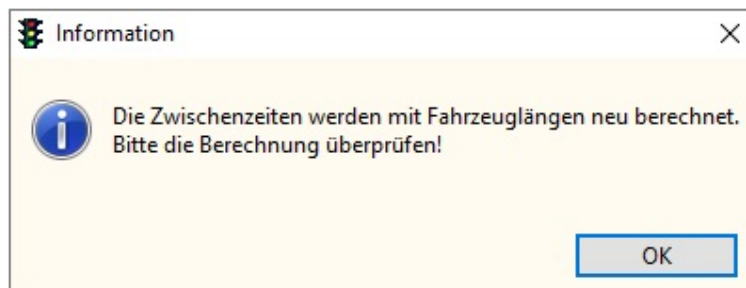 Information
Die Zwischenzeiten werden mit Fahrzeuglängen neu berechnet.
Bitte die Berechnung überprüfen!
OK